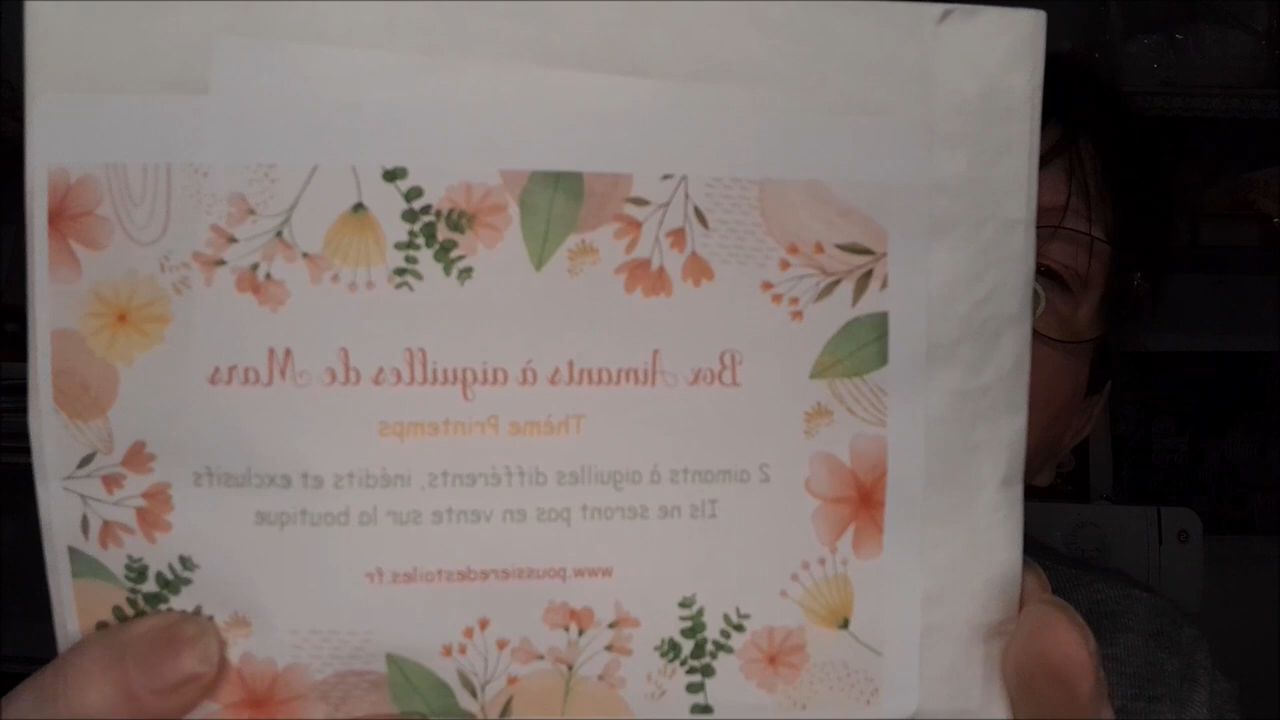 Box Aimants à aiguilles de Mars
Thème Printemps
2 aimants à aiguilles différents, inédits et exclusifs
Ils ne seront pas en vente sur la boutique
www.poussieredestoiles.fr